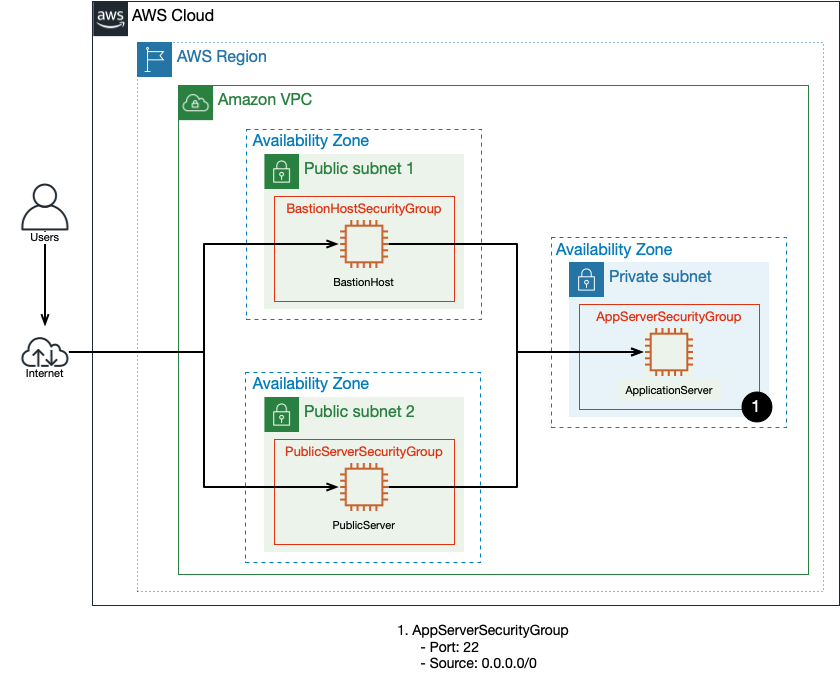 aws
AWS Cloud
AWS Region
Amazon VPC
Availability Zone
Public subnet 1
BastionHostSecurityGroup
BastionHost
Users
Internet
Availability Zone
Private subnet
AppServerSecurityGroup
ApplicationServer
1
Availability Zone
Public subnet 2
PublicServerSecurityGroup
PublicServer
1. AppServerSecurityGroup
- Port: 22
- Source: 0.0.0.0/0